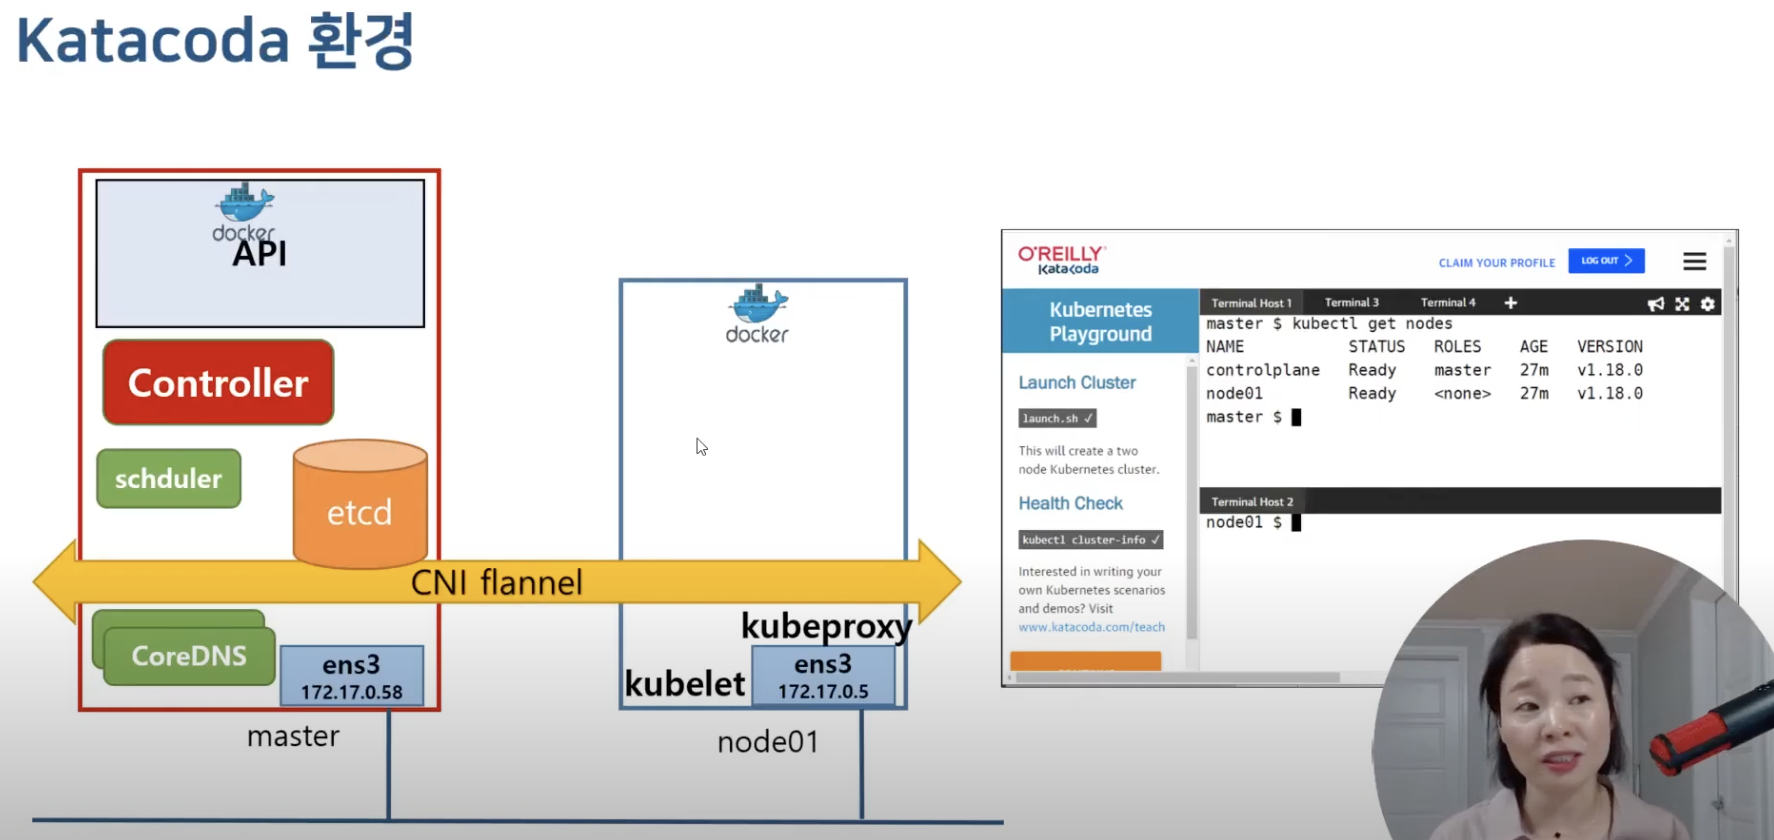 Katacoda 환경
docker
API
Controller
schduler
etcd
CNI flannel
CoreDNS
ens3
172.17.0.58
master
docker
kubeproxy
kubelet
ens3
172.17.0.5
node01
O'REILLY
Katacoda
CLAIM YOUR PROFILE
LOG OUT
Kubernetes
Playground
Launch Cluster
launch.sh ✓
This will create a two
node Kubernetes cluster.
Health Check
kubectl cluster-info ✓
Interested in writing your
own Kubernetes scenarios
and demos? Visit
www.katacoda.com/teach
Terminal Host 1 Terminal 3 Terminal 4 +
master $ kubectl get nodes
NAME STATUS ROLES AGE VERSION
controlplane Ready master 27m v1.18.0
node01 Ready <none> 27m v1.18.0
master $
Terminal Host 2
node01 $